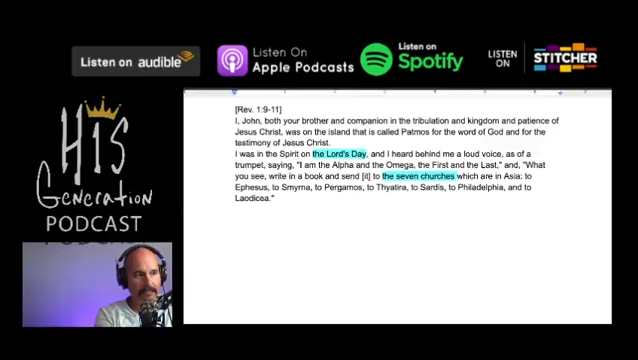 Listen on audible
Listen On
Apple Podcasts
Listen on
Spotify
LISTEN
ON
STITCHER
HIS
Generation
PODCAST
[Rev. 1:9-11]
I, John, both your brother and companion in the tribulation and kingdom and patience of
Jesus Christ, was on the island that is called Patmos for the word of God and for the
testimony of Jesus Christ.
I was in the Spirit on the Lord's Day, and I heard behind me a loud voice, as of a
trumpet, saying, "I am the Alpha and the Omega, the First and the Last," and, "What
you see, write in a book and send [it] to the seven churches which are in Asia: to
Ephesus, to Smyrna, to Pergamos, to Thyatira, to Sardis, to Philadelphia, and to
Laodicea."